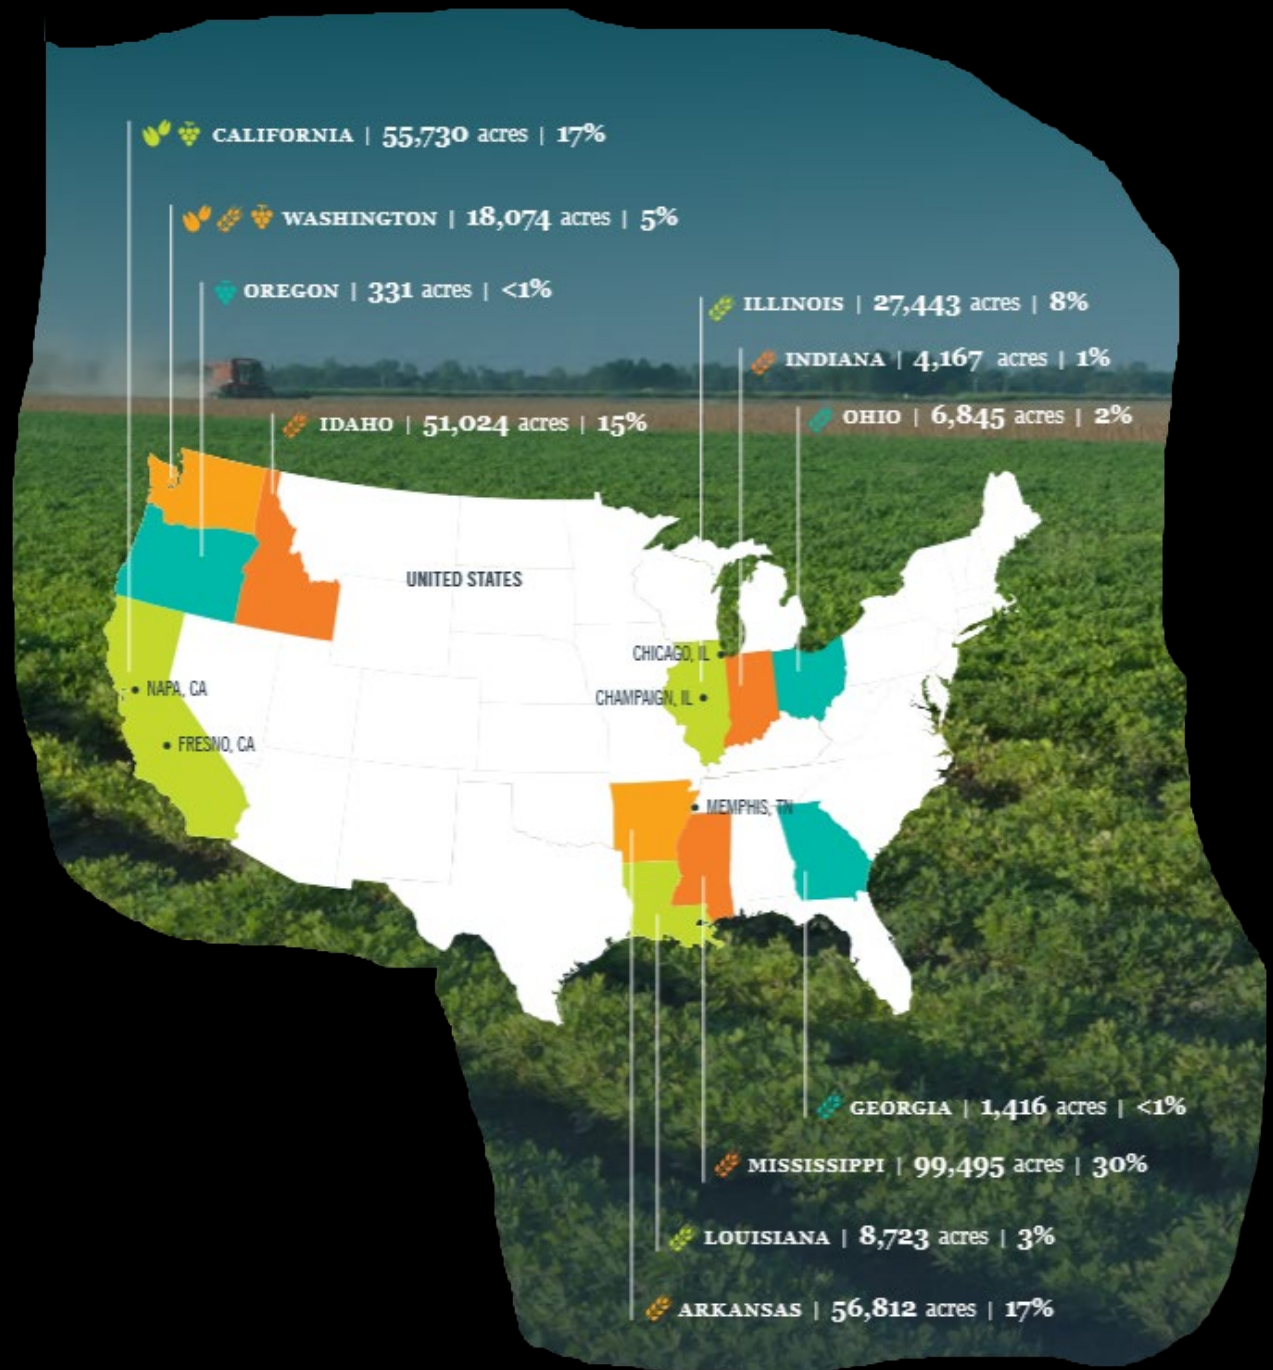 CALIFORNIA | 55,730 acres | 17%
WASHINGTON | 18,074 acres | 5%
OREGON | 331 acres | <1%
IDAHO | 51,024 acres | 15%
ILLINOIS | 27,443 acres | 8%
INDIANA | 4,167 acres | 1%
OHIO | 6,845 acres | 2%
UNITED STATES
CHICAGO, IL
CHAMPAIGN, IL
NAPA, CA
FRESNO, CA
MEMPHIS, TN
GEORGIA | 1,416 acres | <1%
MISSISSIPPI | 99,495 acres | 30%
LOUISIANA | 8,723 acres | 3%
ARKANSAS | 56,812 acres | 17%